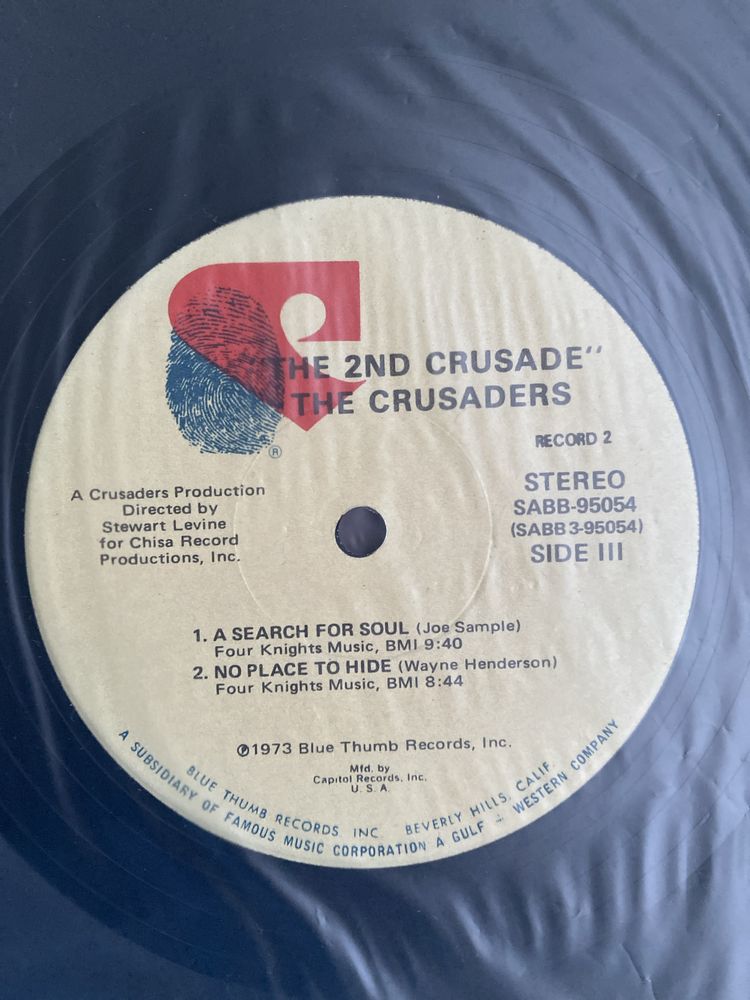 "THE 2ND CRUSADE"
THE CRUSADERS
®
RECORD 2
A Crusaders Production
Directed by
Stewart Levine
for Chisa Record
Productions, Inc.
STEREO
SABB-95054
(SABB 3-95054)
SIDE III
1. A SEARCH FOR SOUL (Joe Sample)
Four Knights Music, BMI 9:40
2. NO PLACE TO HIDE (Wayne Henderson)
Four Knights Music, BMI 8:44
℗1973 Blue Thumb Records, Inc.
Mfd. by
Capitol Records, Inc.
U. S. A.
BLUE THUMB RECORDS INC BEVERLY HILLS, CALIF.
A SUBSIDIARY OF FAMOUS MUSIC CORPORATION A GULF + WESTERN COMPANY